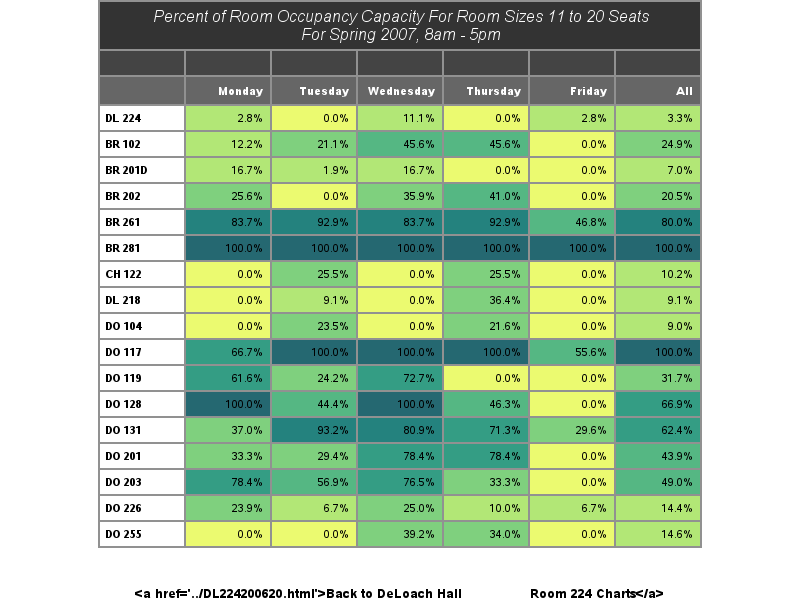 Percent of Room Occupancy Capacity For Room Sizes 11 to 20 Seats
For Spring 2007, 8am - 5pm
Monday Tuesday Wednesday Thursday Friday All
DL 224 2.8% 0.0% 11.1% 0.0% 2.8% 3.3%
BR 102 12.2% 21.1% 45.6% 45.6% 0.0% 24.9%
BR 201D 16.7% 1.9% 16.7% 0.0% 0.0% 7.0%
BR 202 25.6% 0.0% 35.9% 41.0% 0.0% 20.5%
BR 261 83.7% 92.9% 83.7% 92.9% 46.8% 80.0%
BR 281 100.0% 100.0% 100.0% 100.0% 100.0% 100.0%
CH 122 0.0% 25.5% 0.0% 25.5% 0.0% 10.2%
DL 218 0.0% 9.1% 0.0% 36.4% 0.0% 9.1%
DO 104 0.0% 23.5% 0.0% 21.6% 0.0% 9.0%
DO 117 66.7% 100.0% 100.0% 100.0% 55.6% 100.0%
DO 119 61.6% 24.2% 72.7% 0.0% 0.0% 31.7%
DO 128 100.0% 44.4% 100.0% 46.3% 0.0% 66.9%
DO 131 37.0% 93.2% 80.9% 71.3% 29.6% 62.4%
DO 201 33.3% 29.4% 78.4% 78.4% 0.0% 43.9%
DO 203 78.4% 56.9% 76.5% 33.3% 0.0% 49.0%
DO 226 23.9% 6.7% 25.0% 10.0% 6.7% 14.4%
DO 255 0.0% 0.0% 39.2% 34.0% 0.0% 14.6%
<a href='../DL224200620.html'>Back to DeLoach Hall Room 224 Charts</a>